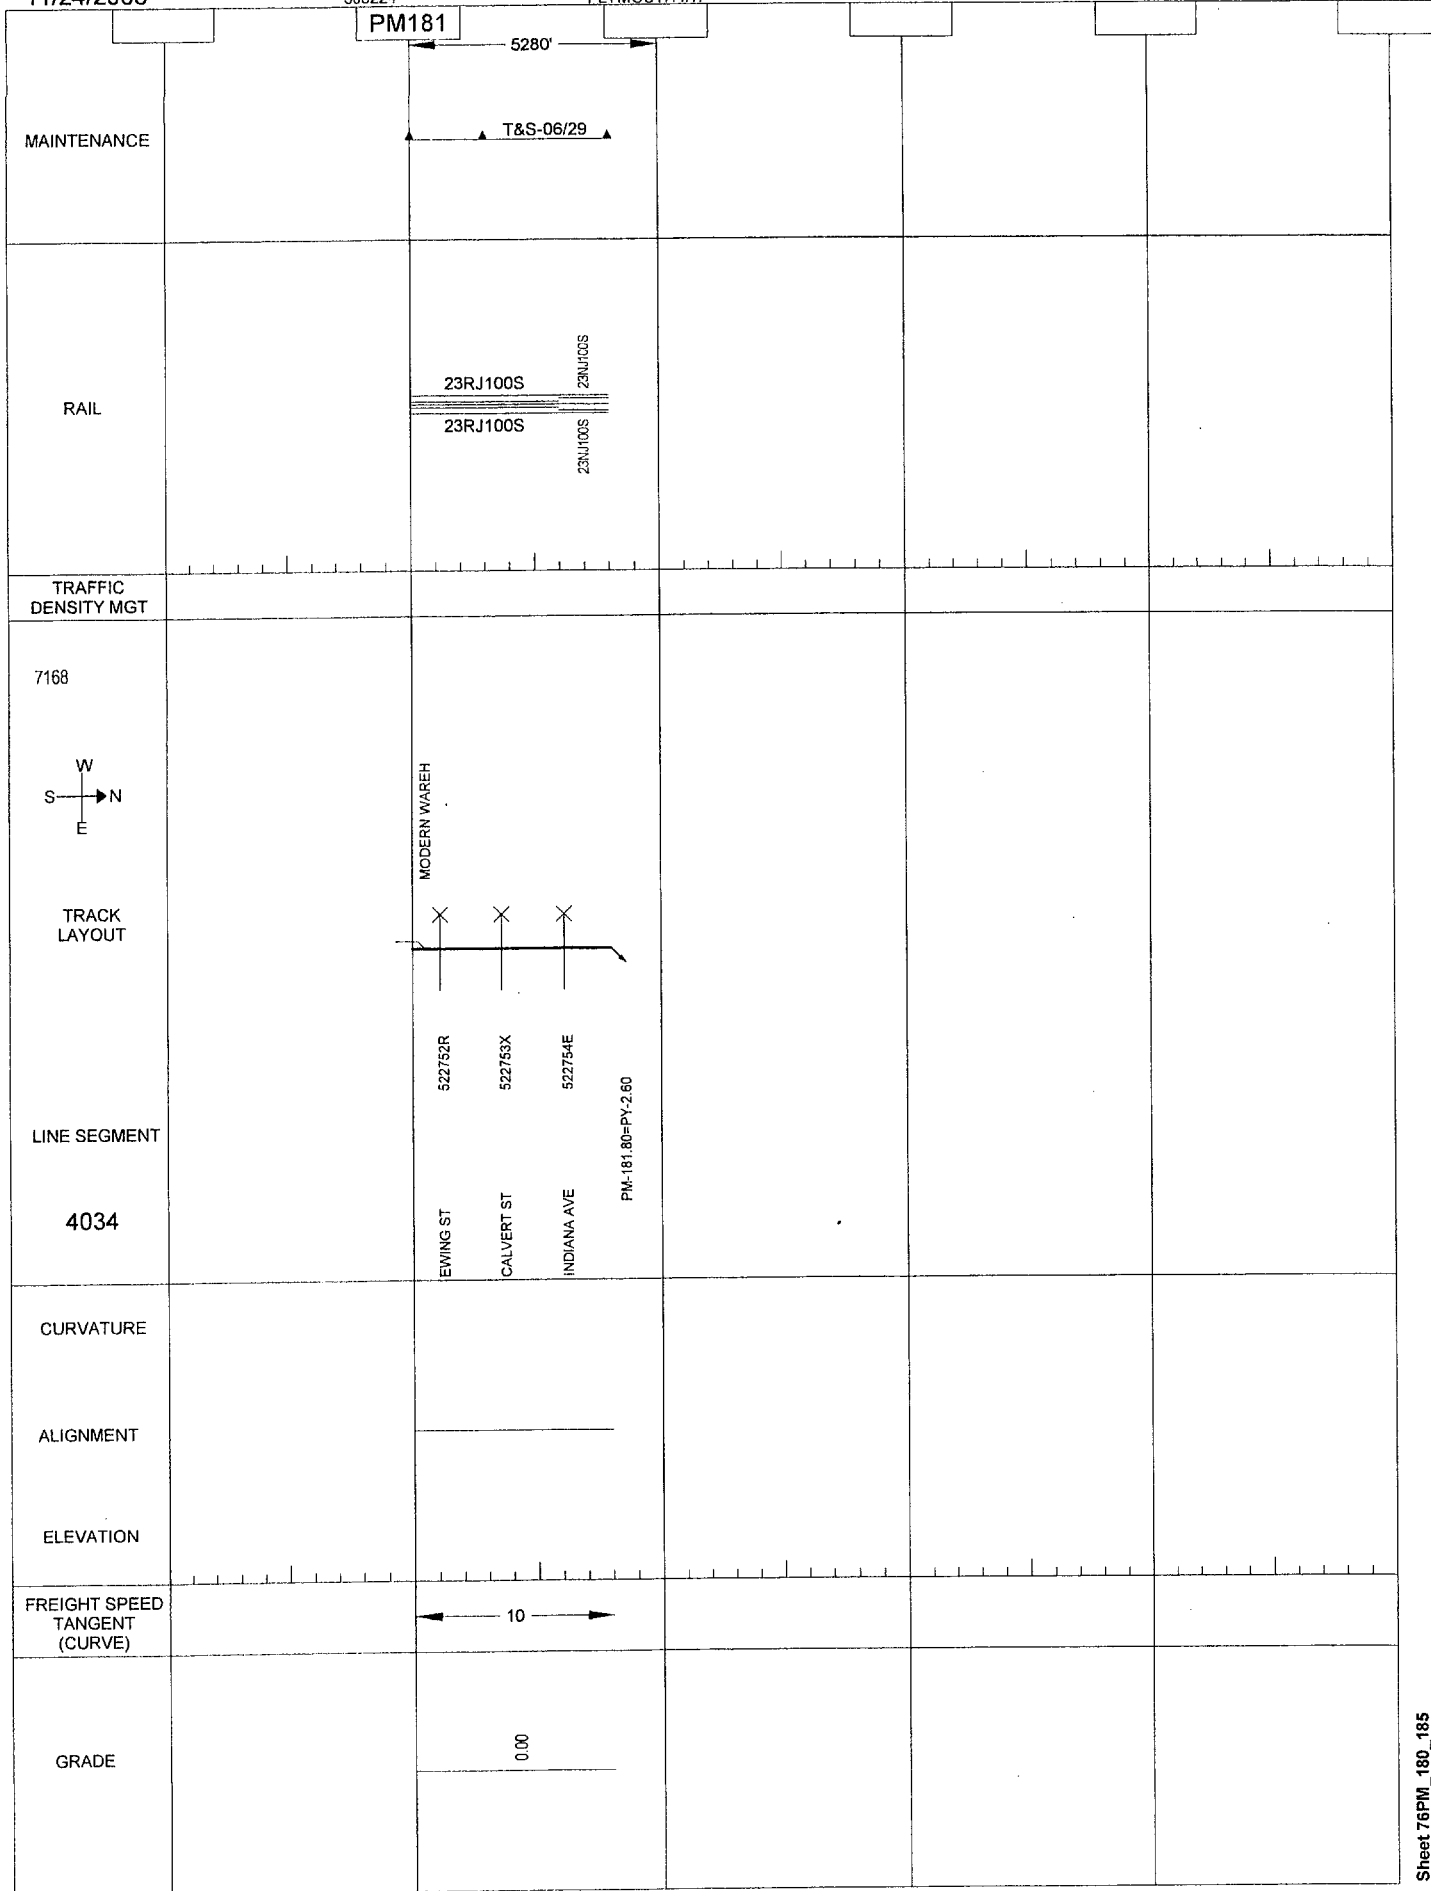 PM181
5280'
MAINTENANCE
T&S-06/29
RAIL
23RJ100S
23NJ100S
23RJ100S
23NJ100S
TRAFFIC
DENSITY MGT
7168
W
S N
E
MODERN WAREH
TRACK
LAYOUT
522752R
522753X
522754E
PM-181.80=PY-2.60
LINE SEGMENT
4034
EWING ST
CALVERT ST
INDIANA AVE
CURVATURE
ALIGNMENT
ELEVATION
FREIGHT SPEED
TANGENT
(CURVE)
10
GRADE
0.00
Sheet 76PM_180_185